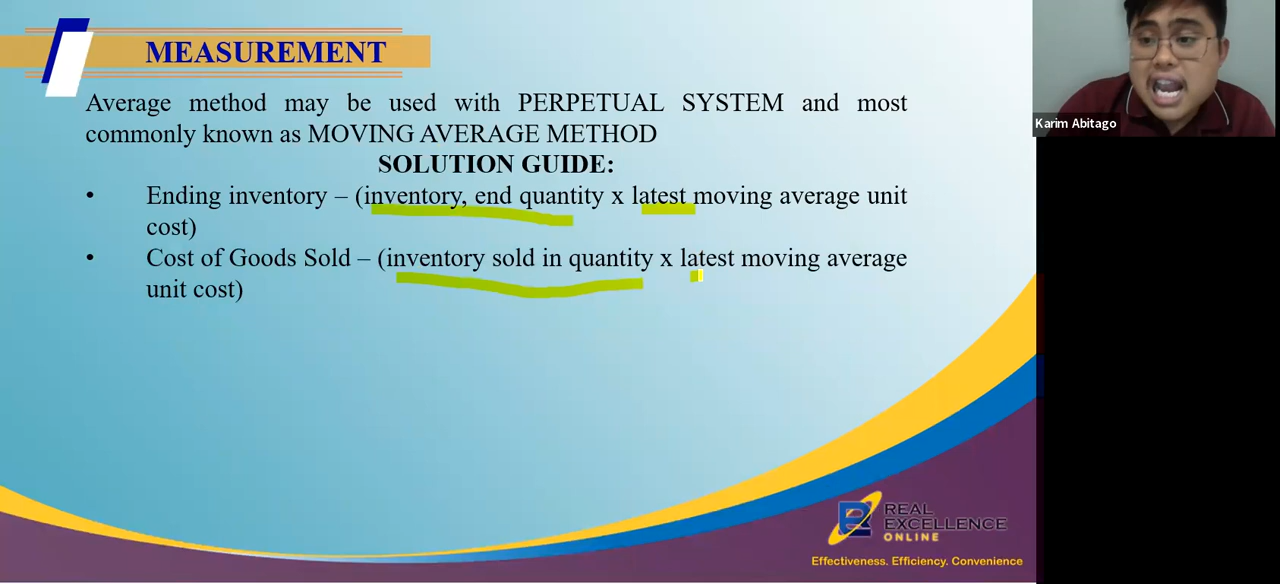 MEASUREMENT
Average method may be used with PERPETUAL SYSTEM and most
commonly known as MOVING AVERAGE METHOD
SOLUTION GUIDE:
• Ending inventory – (inventory, end quantity x latest moving average unit
cost)
• Cost of Goods Sold – (inventory sold in quantity x latest moving average
unit cost)
Karim Abitago
REAL
EXCELLENCE
ONLINE
Effectiveness. Efficiency. Convenience